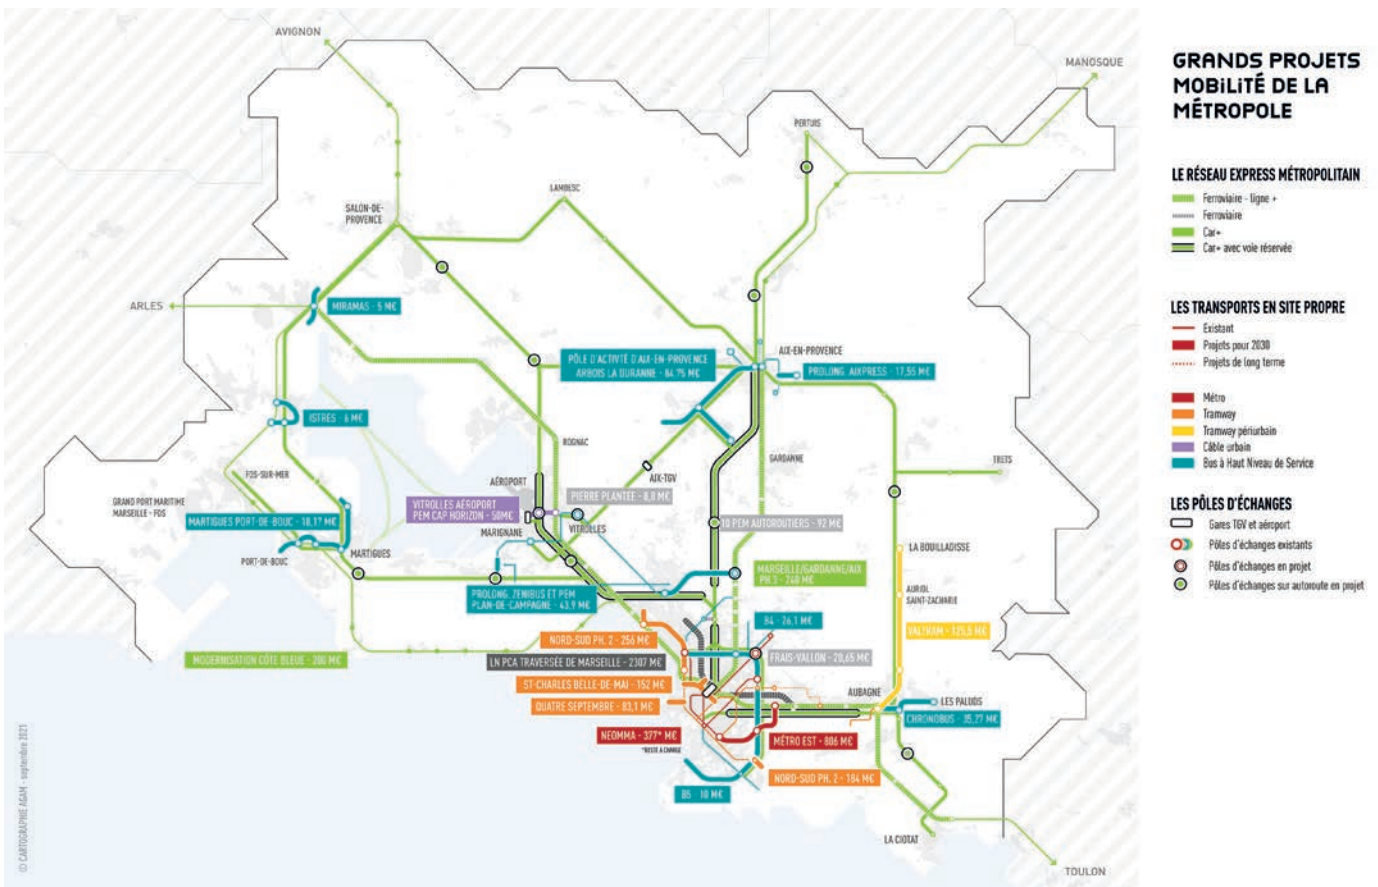 AVIGNON
MANOSQUE
PERTUIS
LAMBESC
SALON-DE-
PROVENCE
ARLES
MIRAMAS - 5 M€
PÔLE D'ACTIVTÉ D'AIX-EN-PROVENCE
ARBOIS LA DURANNE - 84.75 M€
AIX-EN-PROVENCE
PROLONG. AIXPRESS - 17,55 M€
ISTRES - 6 M€
ROGNAC
GARDANNE
TRETS
FOS-SUR-MER
AÉROPORT
AIX-TGV
GRAND PORT MARITIME
MARSEILLE - FOS
VITROLLES AÉROPORT
PEM CAP HORIZON - 50M€
PIERRE PLANTÉE - 8,8 M€
MARTIGUES PORT-DE-BOUC - 18,17 M€
VITROLLES
10 PEM AUTOROUTIERS - 92 M€
MARIGNANE
PORT-DE-BOUC
MARTIGUES
LA BOUILLADISSE
MARSEILLE/GARDANNE/AIX
PH.3 - 240 M€
PROLONG. ZENIBUS ET PEM
PLAN-DE-CAMPAGNE - 43,9 M€
AURIOL
SAINT-ZACHARIE
B4 - 26,1 M€
VALTRAM - 125,5 M€
NORD-SUD PH. 2 - 256 M€
MODERNISATION CÔTE BLEUE - 200 M€
LN PCA TRAVERSÉE DE MARSEILLE - 2307 M€
FRAIS-VALLON - 20,65 M€
ST-CHARLES BELLE-DE-MAI - 152 M€
AUBAGNE
LES PALUDS
QUATRE SEPTEMBRE - 83,1 M€
CHRONOBUS - 35,27 M€
NEOMMA - 377* M€
*RESTE A CHARGE
MÉTRO EST - 806 M€
NORD-SUD PH. 2 - 184 M€
B5 - 10 M€
LA CIOTAT
TOULON
© CARTOGRAPHIE AGAM - septembre 2021
GRANDS PROJETS
MOBiLiTÉ DE LA
MÉTROPOLE
LE RÉSEAU EXPRESS MÉTROPOLITAIN
Ferroviaire - ligne +
Ferroviaire
Car+
Car+ avec voie réservée
LES TRANSPORTS EN SITE PROPRE
Existant
Projets pour 2030
Projets de long terme
Métro
Tramway
Tramway périurbain
Câble urbain
Bus à Haut Niveau de Service
LES PÔLES D'ÉCHANGES
Gares TGV et aéroport
Pôles d'échanges existants
Pôles d'échanges en projet
Pôles d'échanges sur autoroute en projet